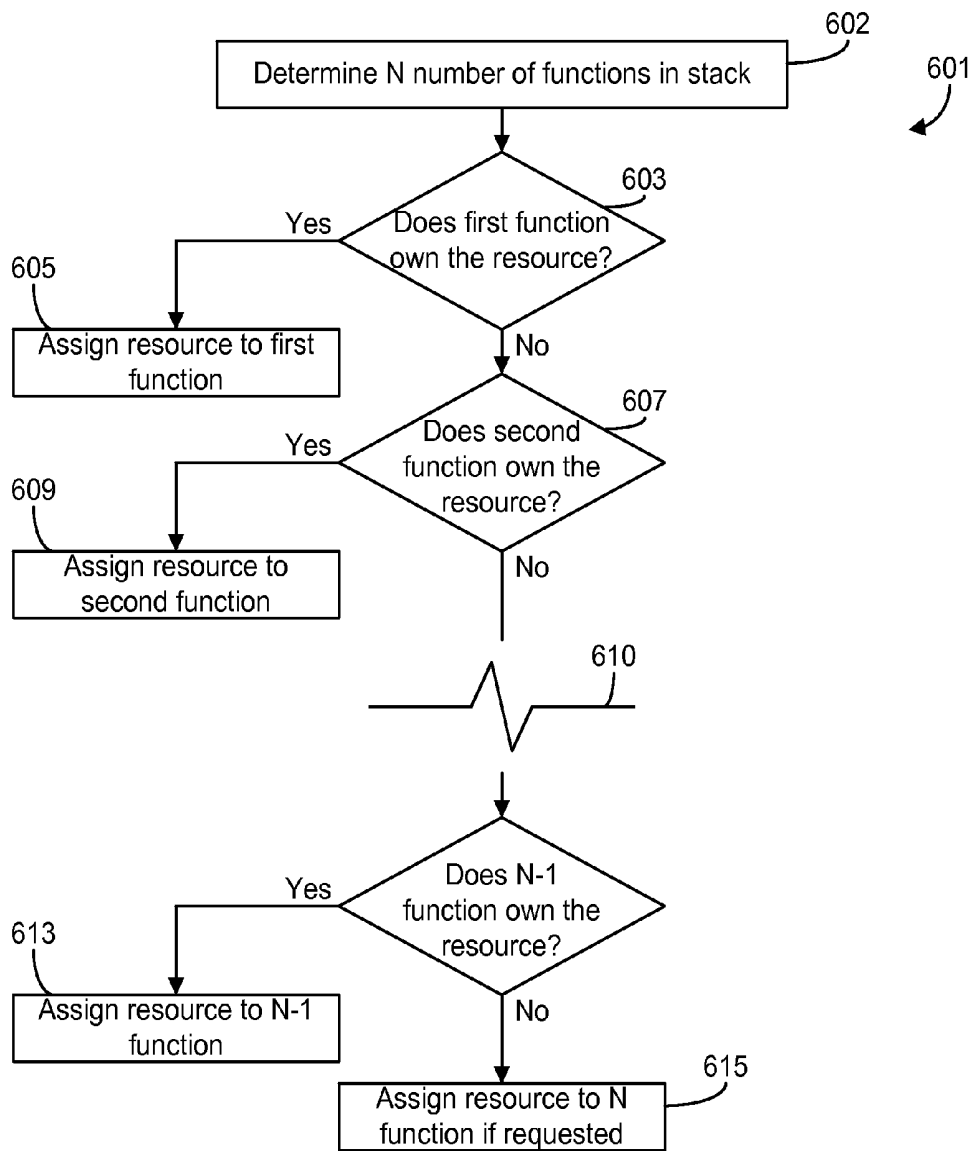 602
Determine N number of functions in stack
601
603
Yes
Does first function
own the resource?
605
Assign resource to first
function
No
607
Yes
Does second
function own the
resource?
609
Assign resource to
second function
No
610
Yes
Does N-1
function own the
resource?
613
Assign resource to N-1
function
No
615
Assign resource to N
function if requested